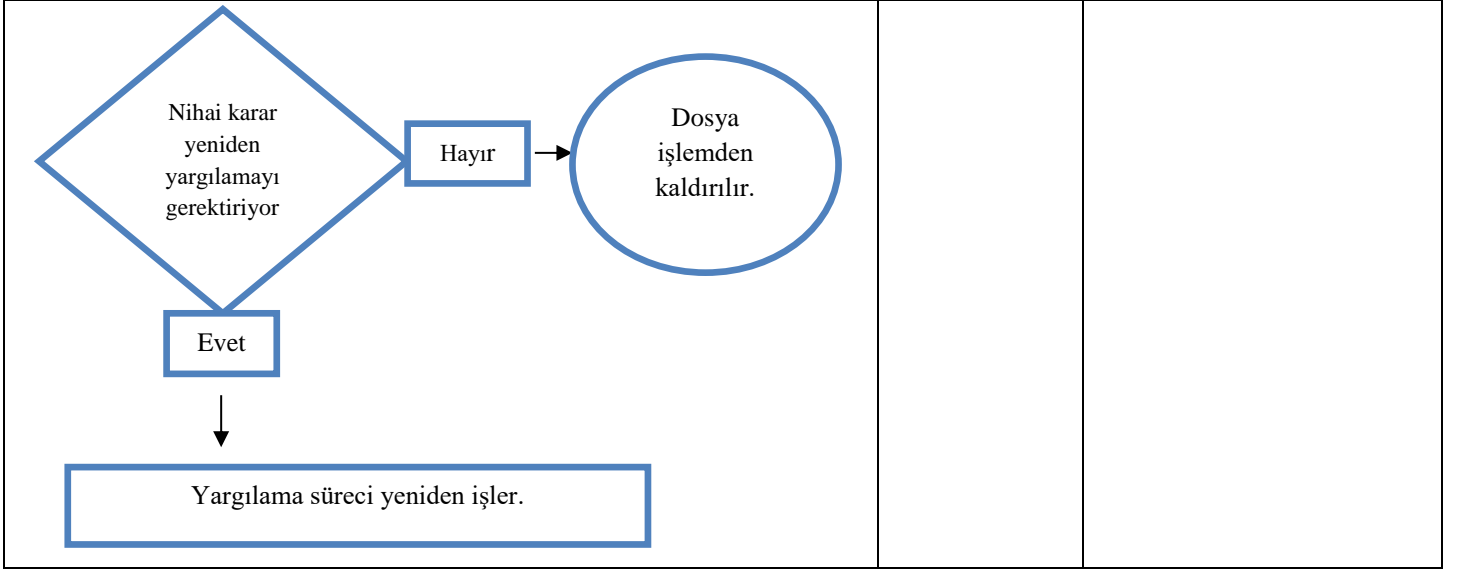 Nihai karar
yeniden
yargılamayı
gerektiriyor
Hayır
Dosya
işlemden
kaldırılır.
Evet
Yargılama süreci yeniden işler.